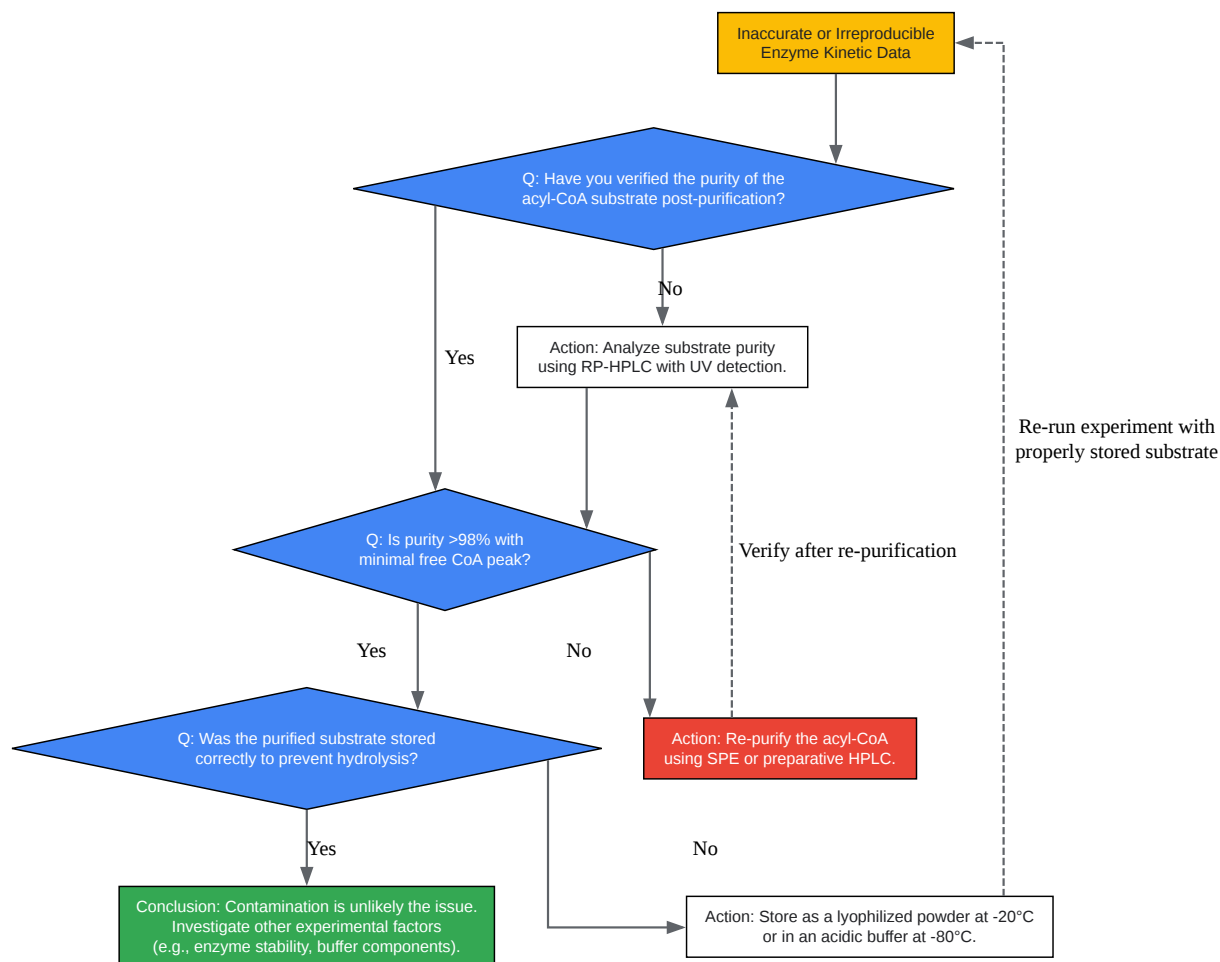 Inaccurate or Irreproducible
Enzyme Kinetic Data
Q: Have you verified the purity of the
acyl-CoA substrate post-purification?
No
Action: Analyze substrate purity
using RP-HPLC with UV detection.
Yes
Re-run experiment with
properly stored substrate
Q: Is purity >98% with
minimal free CoA peak?
Verify after re-purification
Yes
No
Q: Was the purified substrate stored
correctly to prevent hydrolysis?
Action: Re-purify the acyl-CoA
using SPE or preparative HPLC.
Yes
No
Conclusion: Contamination is unlikely the issue.
Investigate other experimental factors
(e.g., enzyme stability, buffer components).
Action: Store as a lyophilized powder at -20°C
or in an acidic buffer at -80°C.